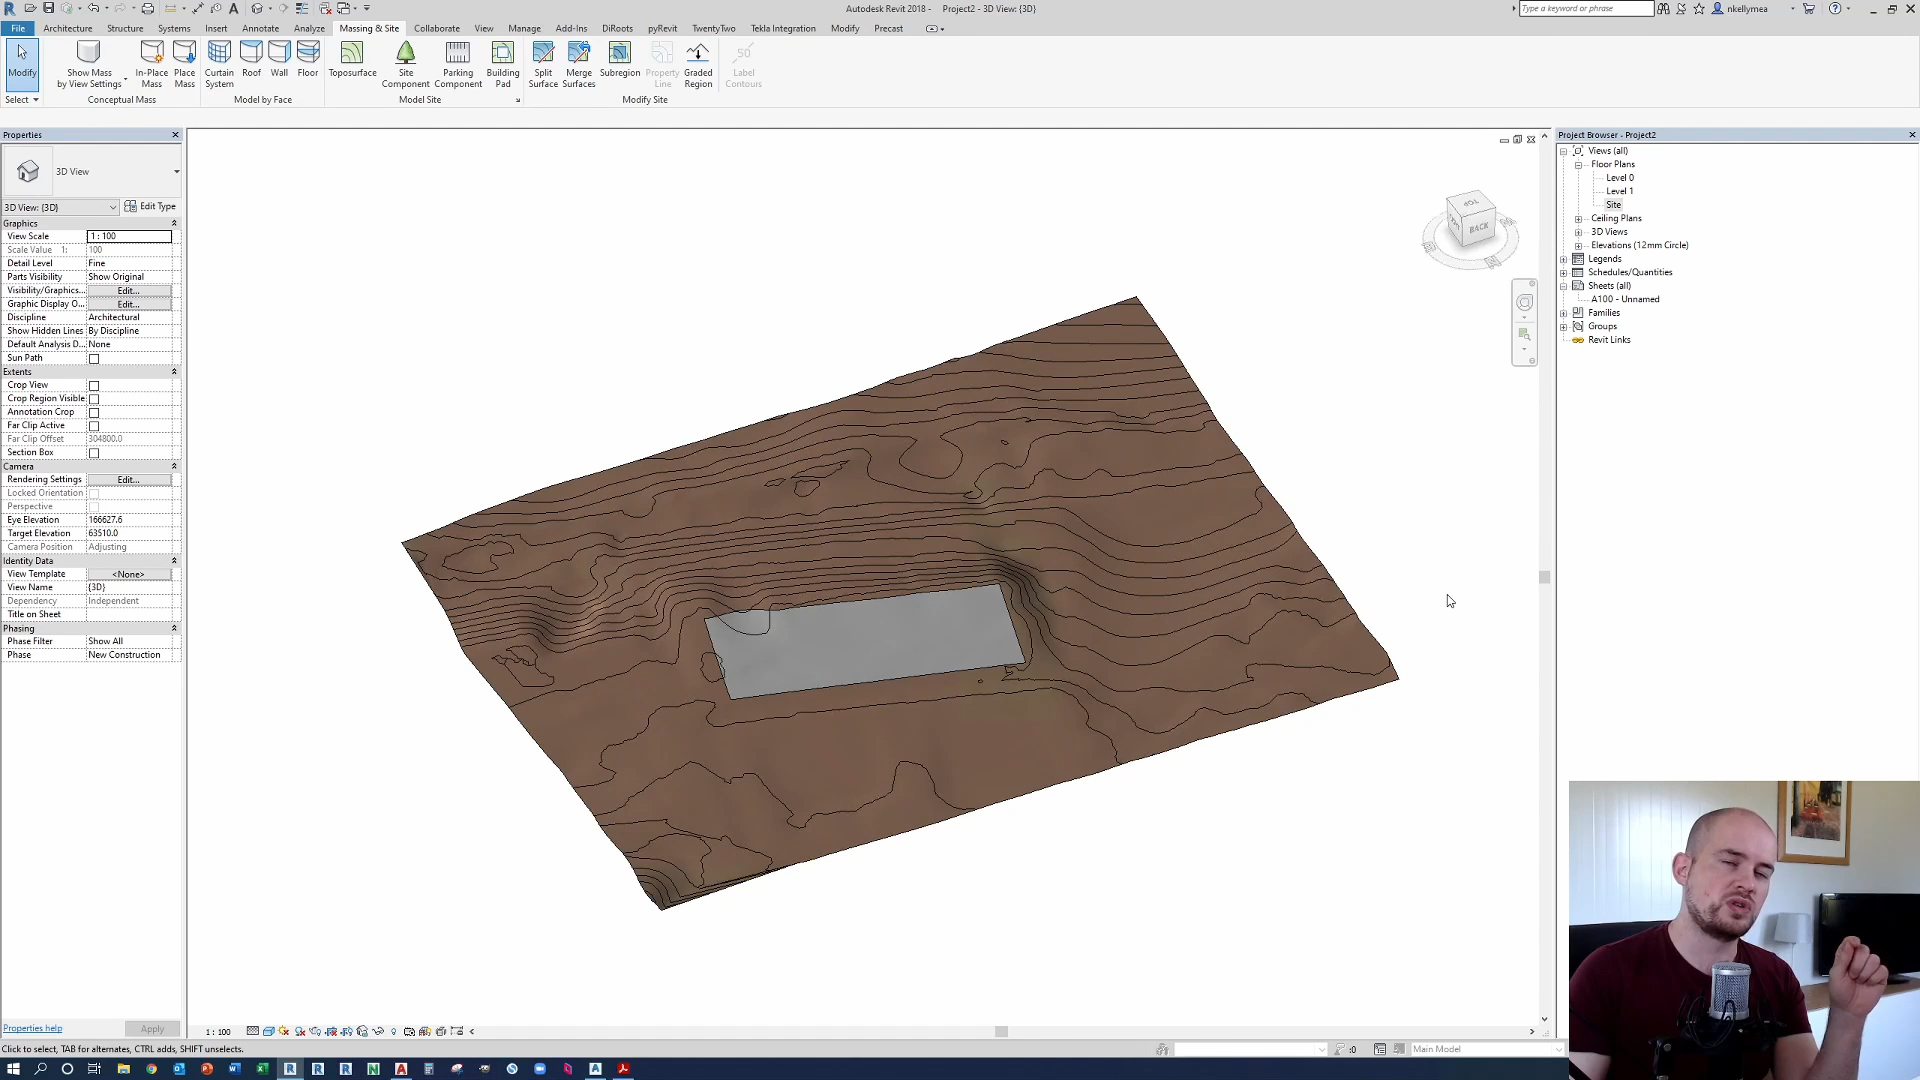 Autodesk Revit 2018 -     Project2 - 3D View: {3D}
Type a keyword or phrase
nkellymea
File Architecture Structure Systems Insert Annotate Analyze Massing & Site Collaborate View Manage Add-Ins DiRoots pyRevit TwentyTwo Tekla Integration Modify Precast
Modify
Show Mass
by View Settings
In-Place
Mass
Place
Mass
Curtain
System
Roof
Wall
Floor
Toposurface
Site
Component
Parking
Component
Building
Pad
Split
Surface
Merge
Surfaces
Subregion
Property
Line
Graded
Region
50
Label
Contours
Select
Conceptual Mass
Model by Face
Model Site
Modify Site
Properties
3D View
3D View: {3D}
Edit Type
Graphics
View Scale 1 : 100
Scale Value 1: 100
Detail Level Fine
Parts Visibility Show Original
Visibility/Graphics... Edit...
Graphic Display O... Edit...
Discipline Architectural
Show Hidden Lines By Discipline
Default Analysis D... None
Sun Path
Extents
Crop View
Crop Region Visible
Annotation Crop
Far Clip Active
Far Clip Offset 304800.0
Section Box
Camera
Rendering Settings Edit...
Locked Orientation
Perspective
Eye Elevation 166627.6
Target Elevation 63510.0
Camera Position Adjusting
Identity Data
View Template <None>
View Name {3D}
Dependency Independent
Title on Sheet
Phasing
Phase Filter Show All
Phase New Construction
Properties help
Apply
TOP
BACK
Project Browser - Project2
Views (all)
Floor Plans
Level 0
Level 1
Site
Ceiling Plans
3D Views
Elevations (12mm Circle)
Legends
Schedules/Quantities
Sheets (all)
A100 - Unnamed
Families
Groups
Revit Links
1 : 100
Click to select, TAB for alternates, CTRL adds, SHIFT unselects.
:0
Main Model